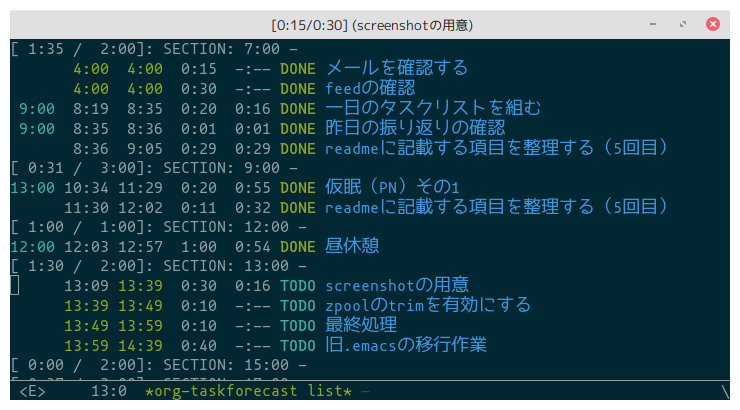 [0:15/0:30] (screenshotの用意)
[ 1:35 /  2:00]: SECTION: 7:00 –
4:00  4:00  0:15  –:–– DONE メールを確認する
4:00  4:00  0:30  –:–– DONE feedの確認
9:00  8:19  8:35  0:20  0:16 DONE 一日のタスクリストを組む
9:00  8:35  8:36  0:01  0:01 DONE 昨日の振り返りの確認
8:36  9:05  0:29  0:29 DONE readmeに記載する項目を整理する（5回目）
[ 0:31 /  3:00]: SECTION: 9:00 –
13:00 10:34 11:29  0:20  0:55 DONE 仮眠（PN）その1
11:30 12:02  0:11  0:32 DONE readmeに記載する項目を整理する（5回目）
[ 1:00 /  1:00]: SECTION: 12:00 –
12:00 12:03 12:57  1:00  0:54 DONE 昼休憩
[ 1:30 /  2:00]: SECTION: 13:00 –
13:09 13:39  0:30  0:16 TODO screenshotの用意
13:39 13:49  0:10  –:–– TODO zpoolのtrimを有効にする
13:49 13:59  0:10  –:–– TODO 最終処理
13:59 14:39  0:40  –:–– TODO 旧.emacsの移行作業
[ 0:00 /  2:00]: SECTION: 15:00 –
<E>     13:0  *org-taskforecast list* –  \